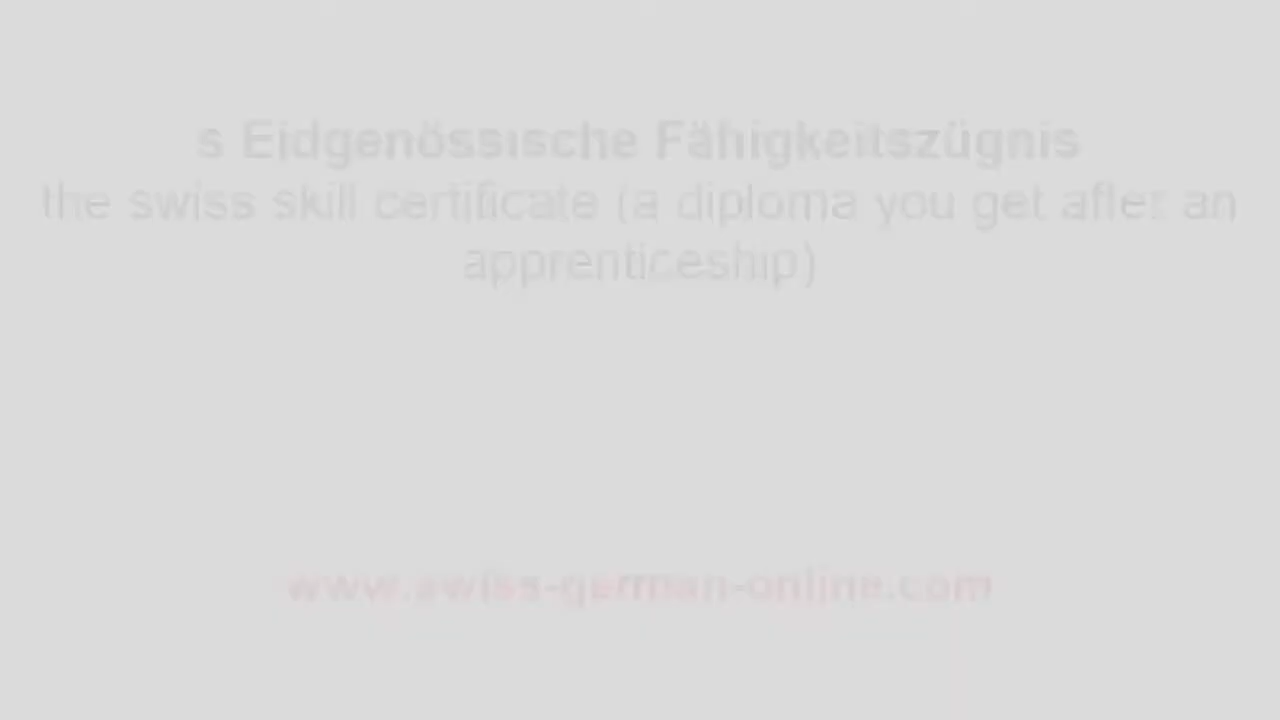 s Eidgenössische Fähigkeitszügnis
the swiss skill certificate (a diploma you get after an
apprenticeship)
www.swiss-german-online.com